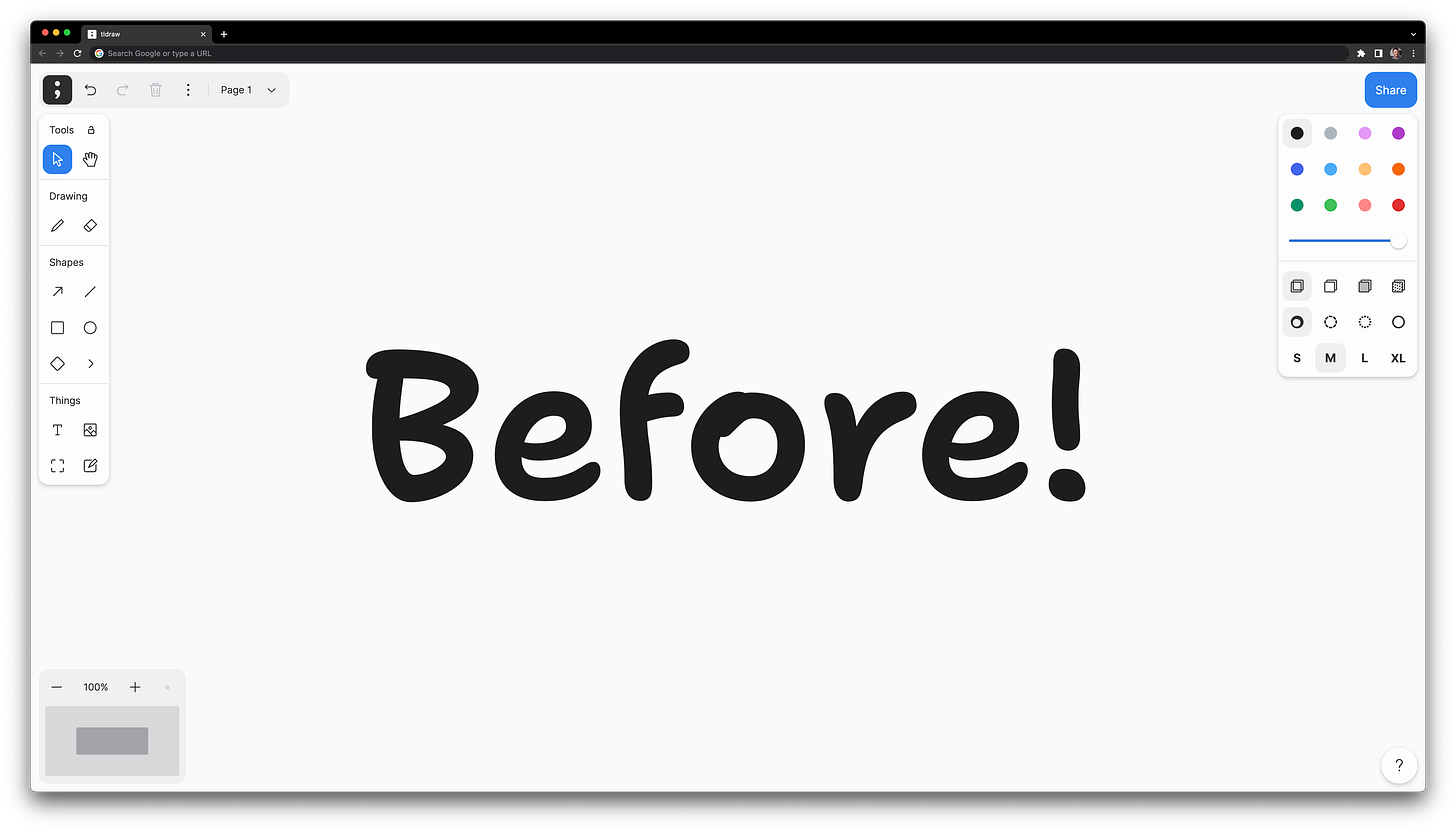 tldraw
Search Google or type a URL
Page 1
Share
Tools
Drawing
Shapes
Things
Before!
S M L XL
100%
?